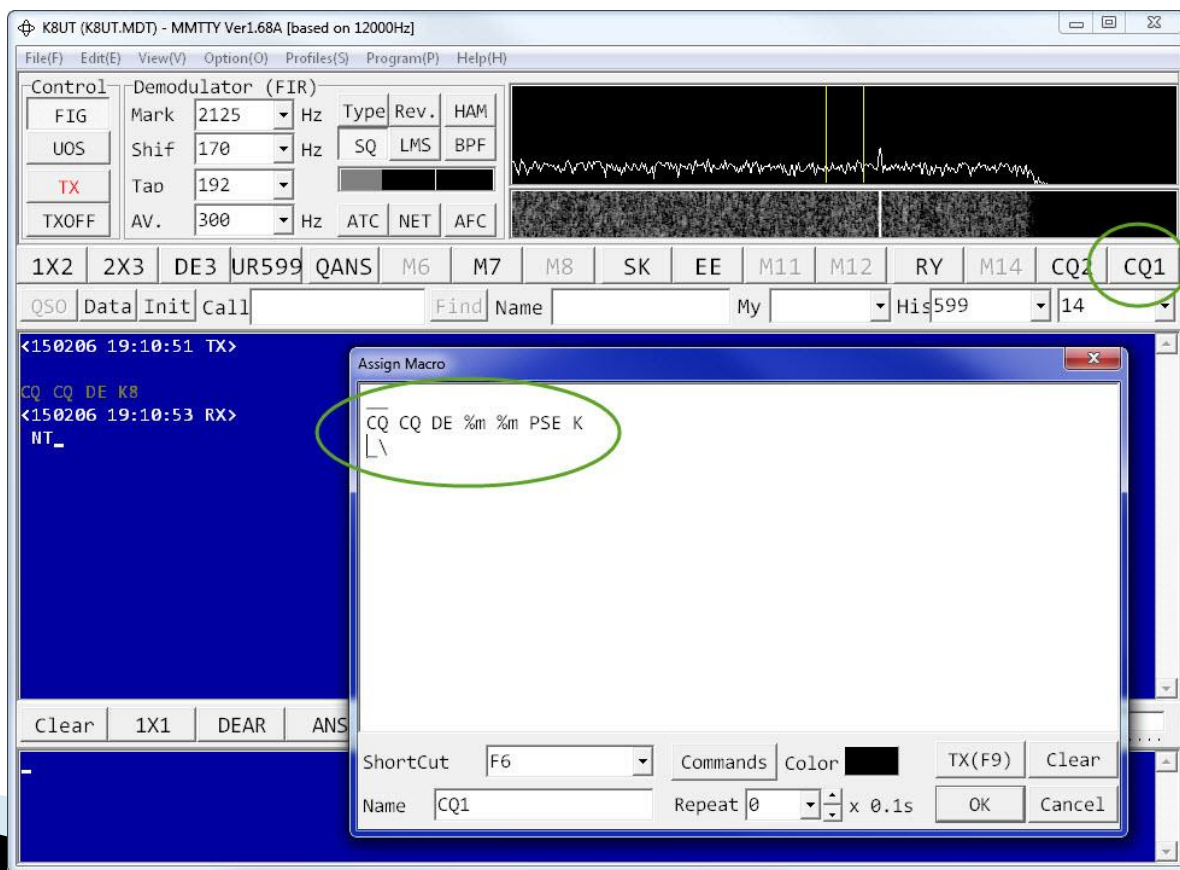 K8UT (K8UT.MDT) - MMTTY Ver1.68A [based on 12000Hz]
File(F) Edit(E) View(V) Option(O) Profiles(S) Program(P) Help(H)
Control Demodulator (FIR)
FIG Mark 2125 Hz Type Rev. HAM
UOS Shif 170 Hz SQ LMS BPF
TX Tap 192
TXOFF AV. 300 Hz ATC NET AFC
1X2 2X3 DE3 UR599 QANS M6 M7 M8 SK EE M11 M12 RY M14 CQ2 CQ1
QSO Data Init Call Find Name My His 599 14
<150206 19:10:51 TX>
CQ CQ DE K8
<150206 19:10:53 RX>
NT_
Assign Macro
CQ CQ DE %m %m PSE K
\
Clear 1X1 DEAR ANS
ShortCut F6 Commands Color TX(F9) Clear
Name CQ1 Repeat 0 x 0.1s OK Cancel